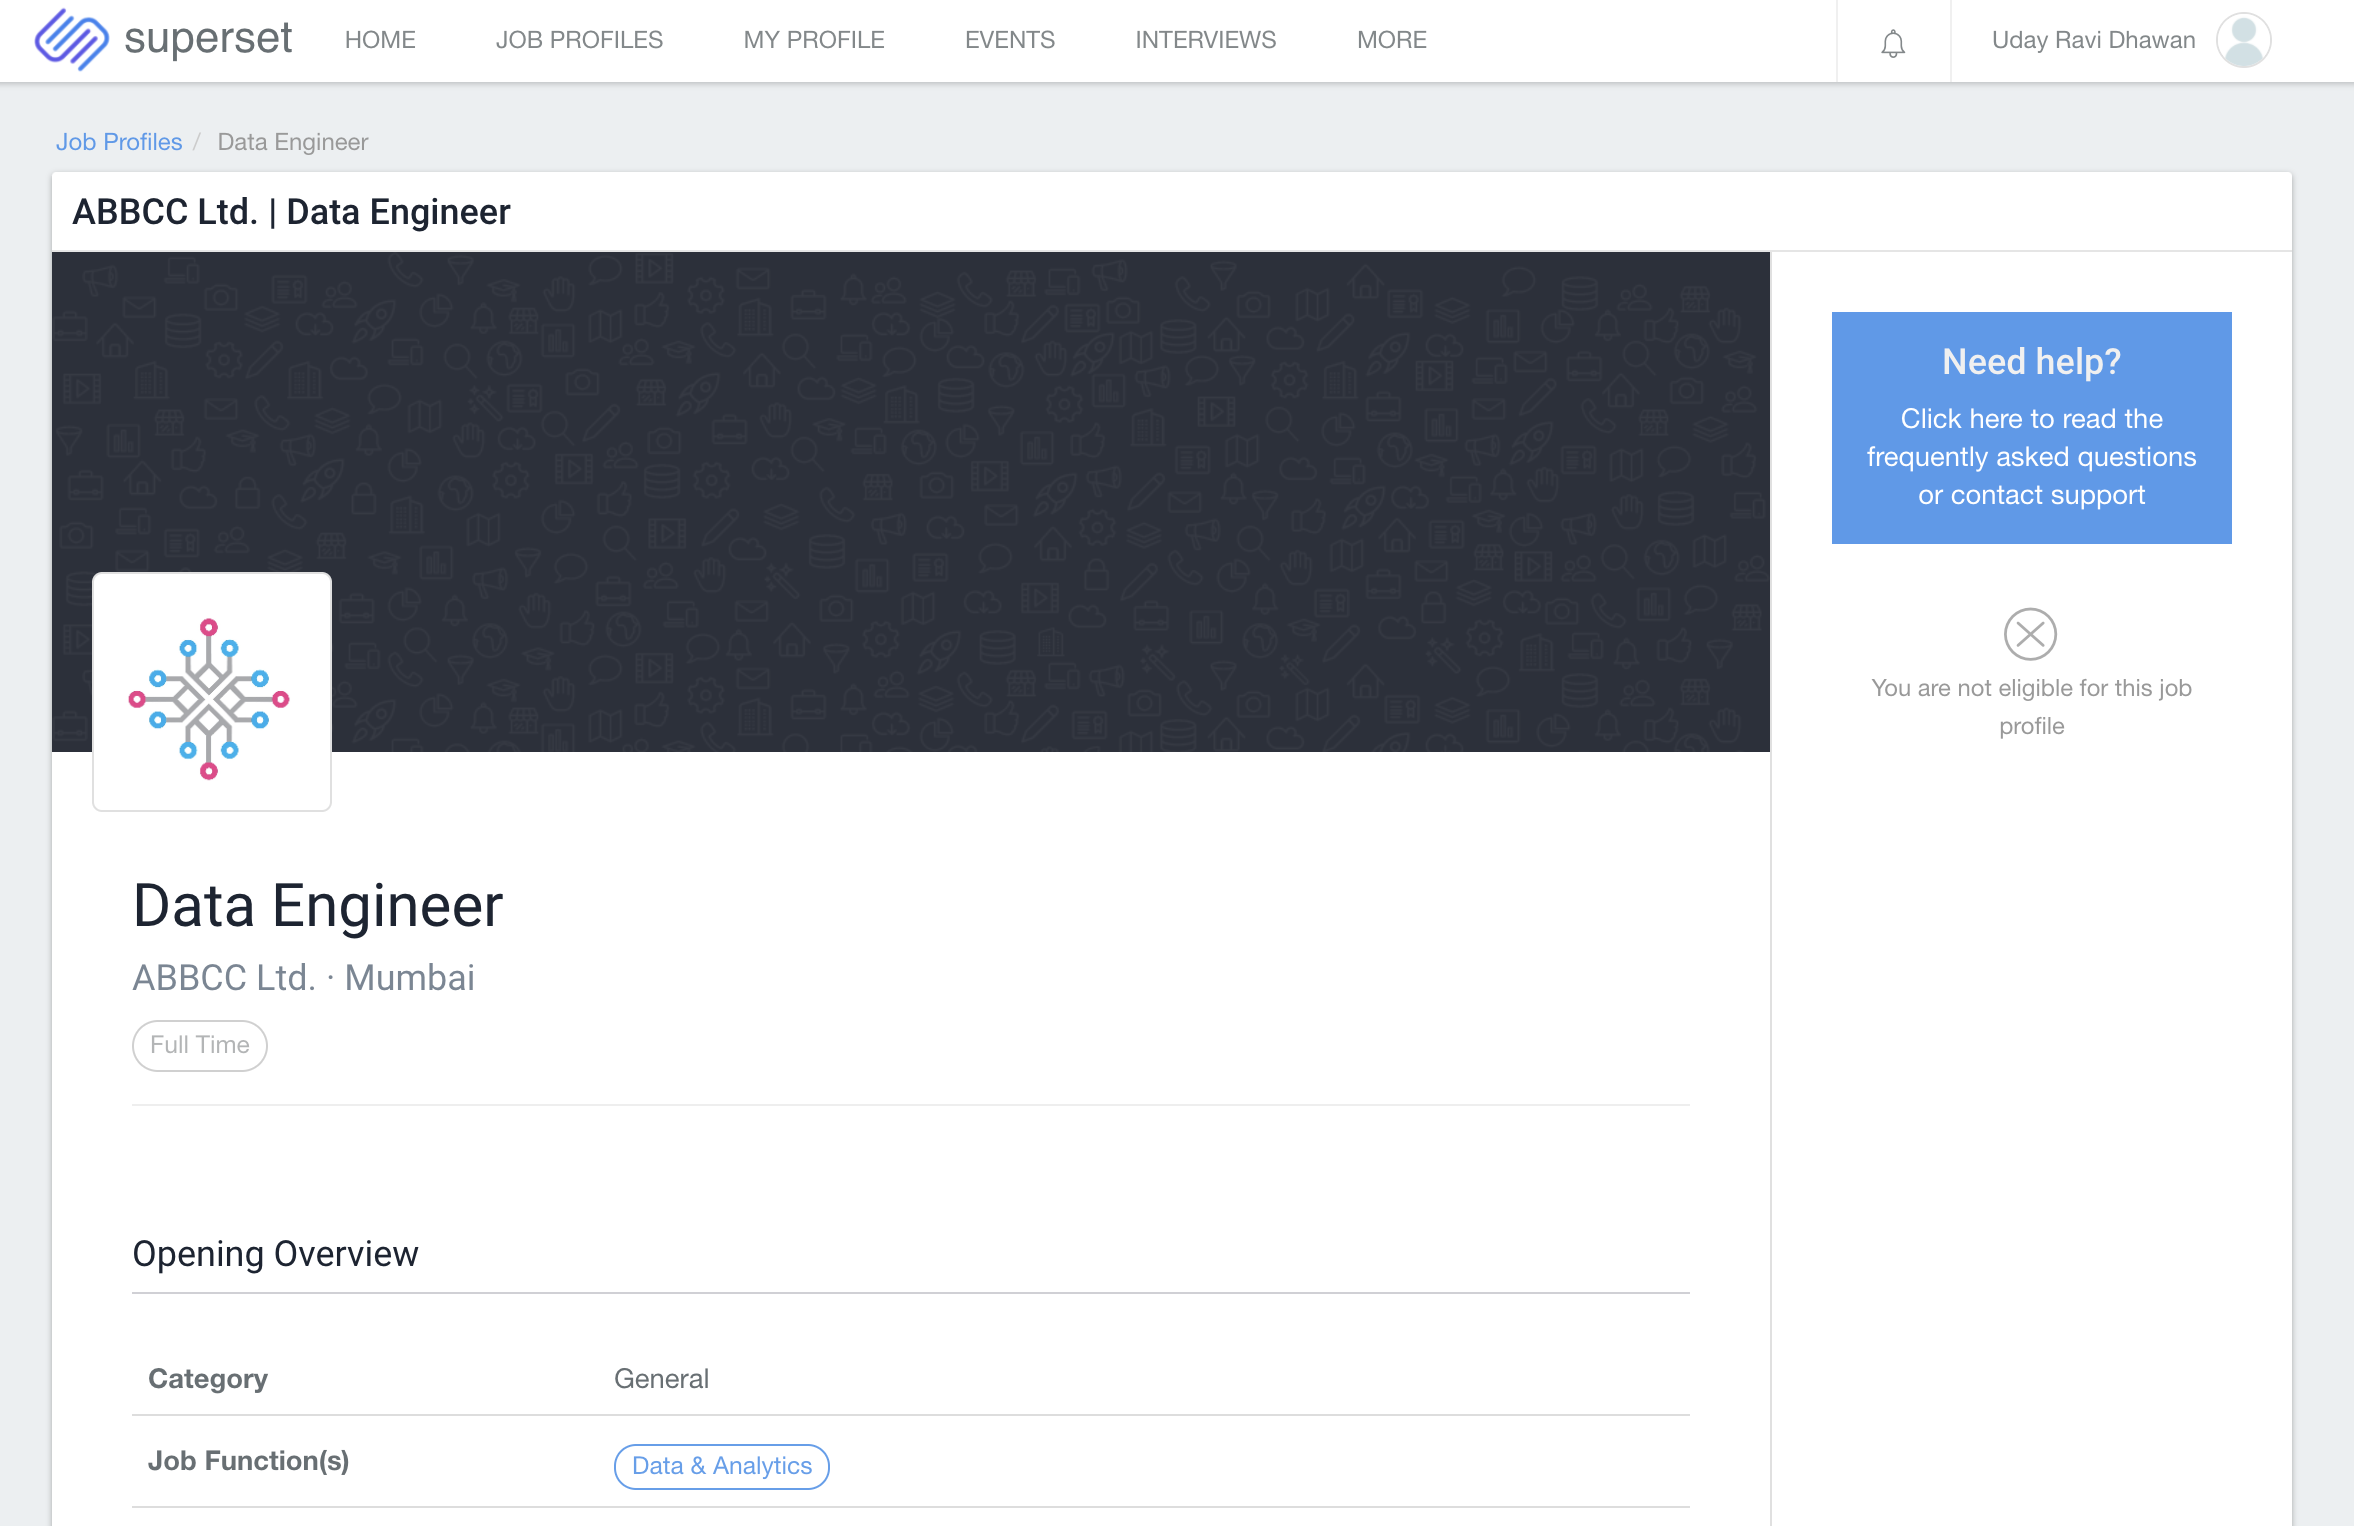 superset
HOME
JOB PROFILES
MY PROFILE
EVENTS
INTERVIEWS
MORE
Uday Ravi Dhawan
Job Profiles / Data Engineer
ABBCC Ltd. | Data Engineer
Need help?
Click here to read the
frequently asked questions
or contact support
You are not eligible for this job
profile
Data Engineer
ABBCC Ltd. · Mumbai
Full Time
Opening Overview
Category General
Job Function(s) Data & Analytics